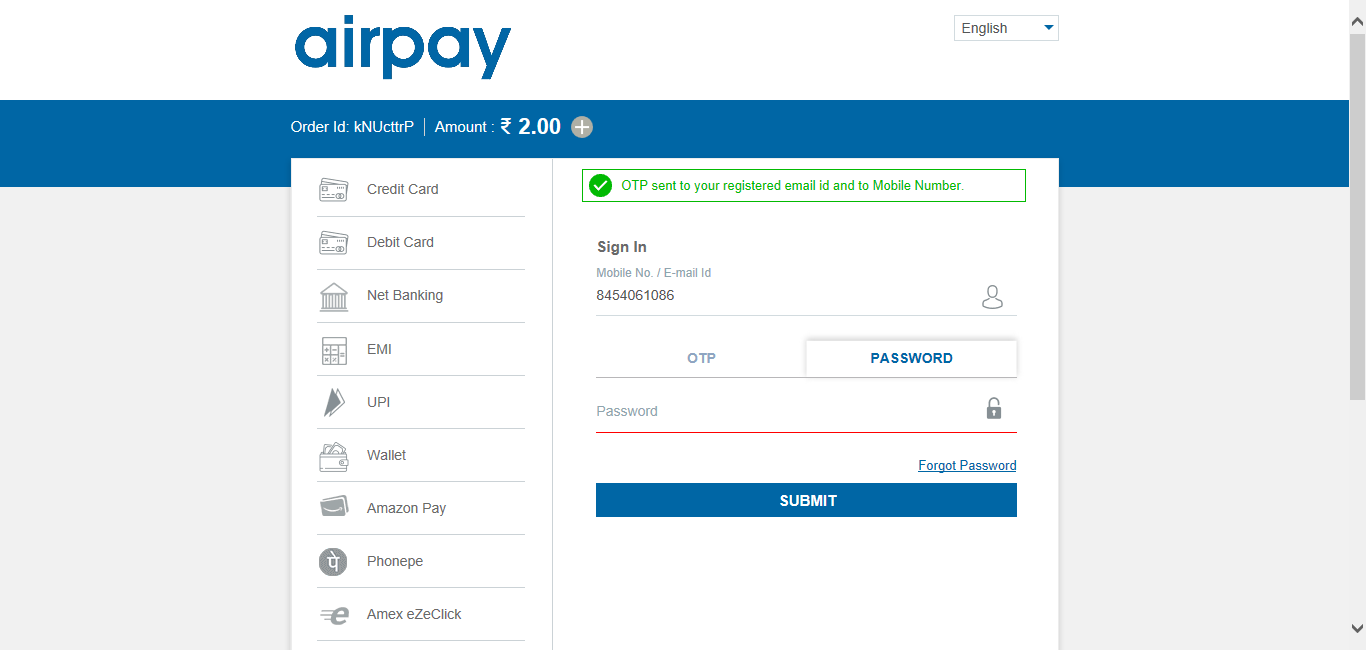 airpay
English
Order Id: kNUcttrP | Amount : ₹ 2.00
Credit Card
Debit Card
Net Banking
EMI
UPI
Wallet
Amazon Pay
Phonepe
Amex eZeClick
OTP sent to your registered email id and to Mobile Number.
Sign In
Mobile No. / E-mail Id
8454061086
OTP PASSWORD
Password
Forgot Password
SUBMIT